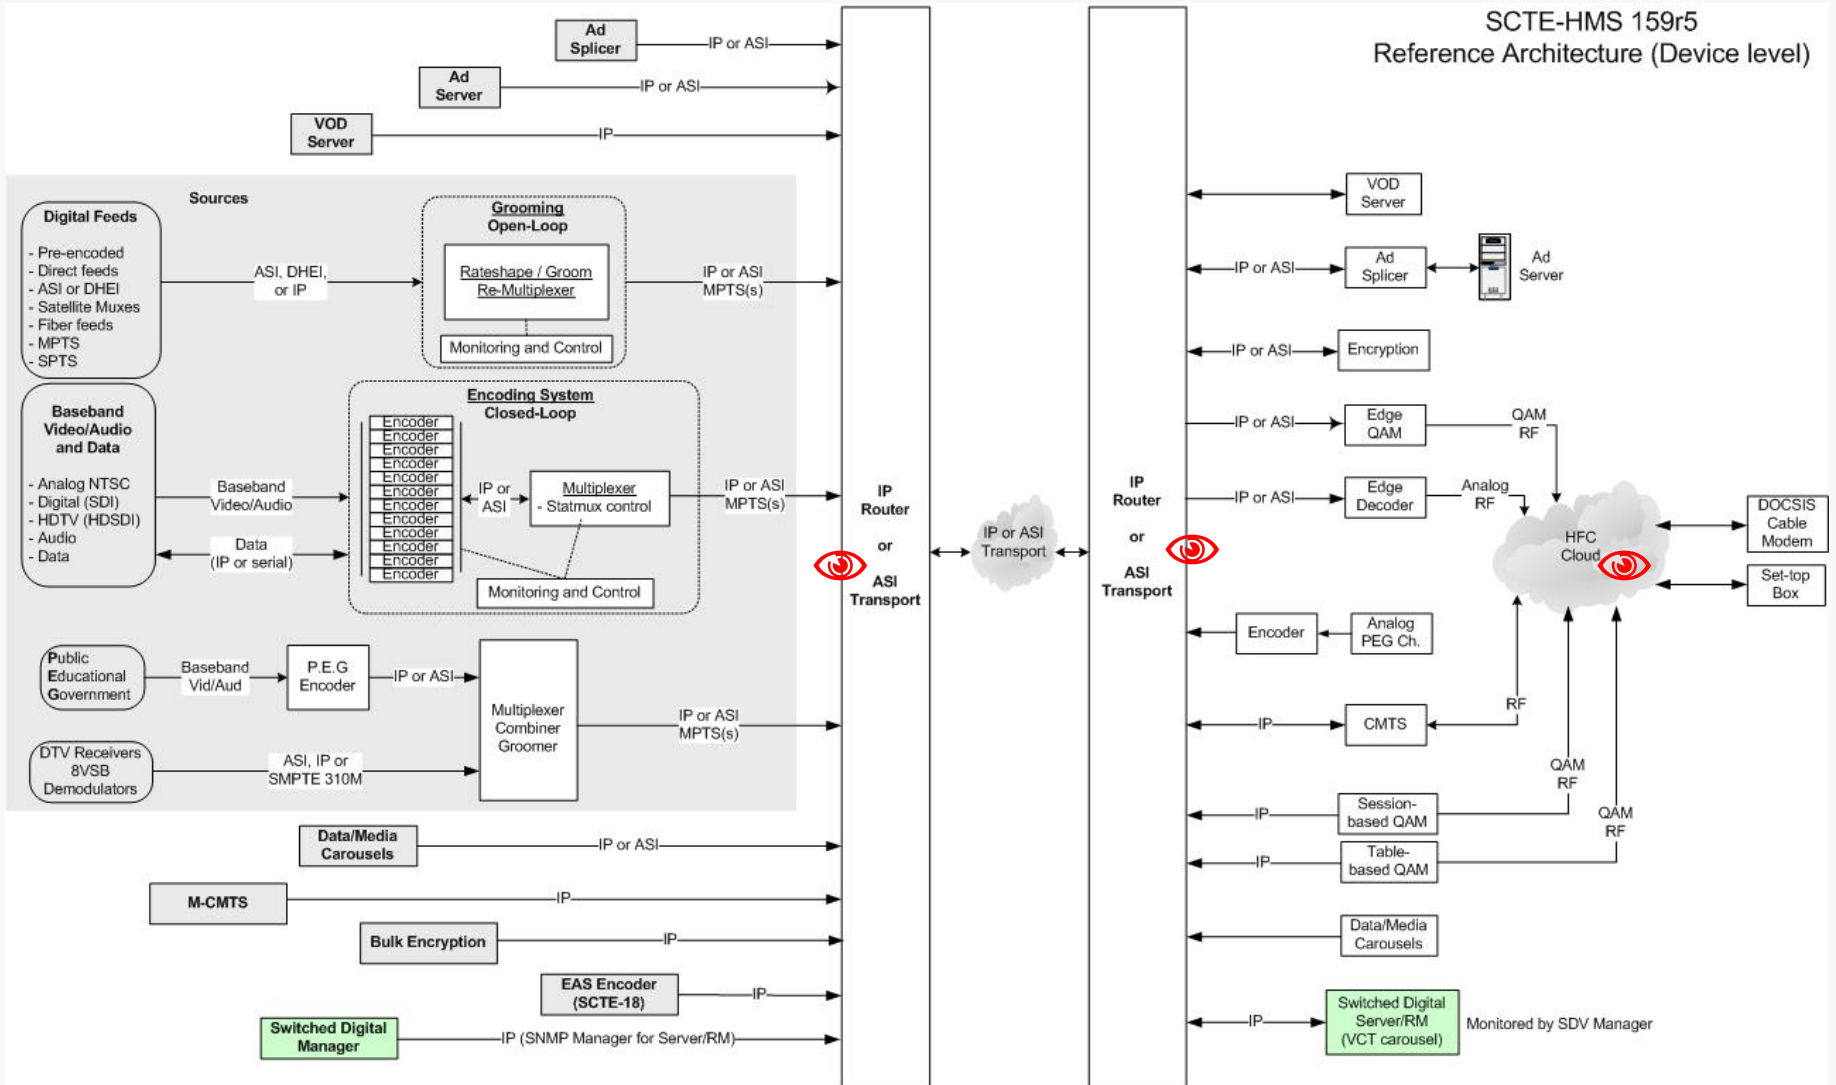 SCTE-HMS 159r5
Reference Architecture (Device level)
Ad
Splicer
IP or ASI
Ad
Server
IP or ASI
VOD
Server
IP
Sources
Digital Feeds
- Pre-encoded
- Direct feeds
- ASI or DHEI
- Satellite Muxes
- Fiber feeds
- MPTS
- SPTS
ASI, DHEI,
or IP
Grooming
Open-Loop
Rateshape / Groom
Re-Multiplexer
Monitoring and Control
IP or ASI
MPTS(s)
Baseband
Video/Audio
and Data
- Analog NTSC
- Digital (SDI)
- HDTV (HDSDI)
- Audio
- Data
Baseband
Video/Audio
Data
(IP or serial)
Encoding System
Closed-Loop
Encoder
Encoder
Encoder
Encoder
Encoder
Encoder
Encoder
Encoder
Encoder
Encoder
Encoder
Encoder
IP or
ASI
Multiplexer
- Statmux control
Monitoring and Control
IP or ASI
MPTS(s)
Public
Educational
Government
Baseband
Vid/Aud
P.E.G
Encoder
IP or ASI
DTV Receivers
8VSB
Demodulators
ASI, IP or
SMPTE 310M
Multiplexer
Combiner
Groomer
IP or ASI
MPTS(s)
Data/Media
Carousels
IP or ASI
M-CMTS
IP
Bulk Encryption
IP
EAS Encoder
(SCTE-18)
IP
Switched Digital
Manager
IP (SNMP Manager for Server/RM)
IP
Router
or
ASI
Transport
IP or ASI
Transport
IP
Router
or
ASI
Transport
VOD
Server
IP or ASI
Ad
Splicer
Ad
Server
IP or ASI
Encryption
IP or ASI
Edge
QAM
QAM
RF
IP or ASI
Edge
Decoder
Analog
RF
HFC
Cloud
DOCSIS
Cable
Modem
Set-top
Box
Encoder
Analog
PEG Ch.
IP
CMTS
RF
IP
Session-
based QAM
QAM
RF
IP
Table-
based QAM
QAM
RF
Data/Media
Carousels
IP
Switched Digital
Server/RM
(VCT carousel)
Monitored by SDV Manager